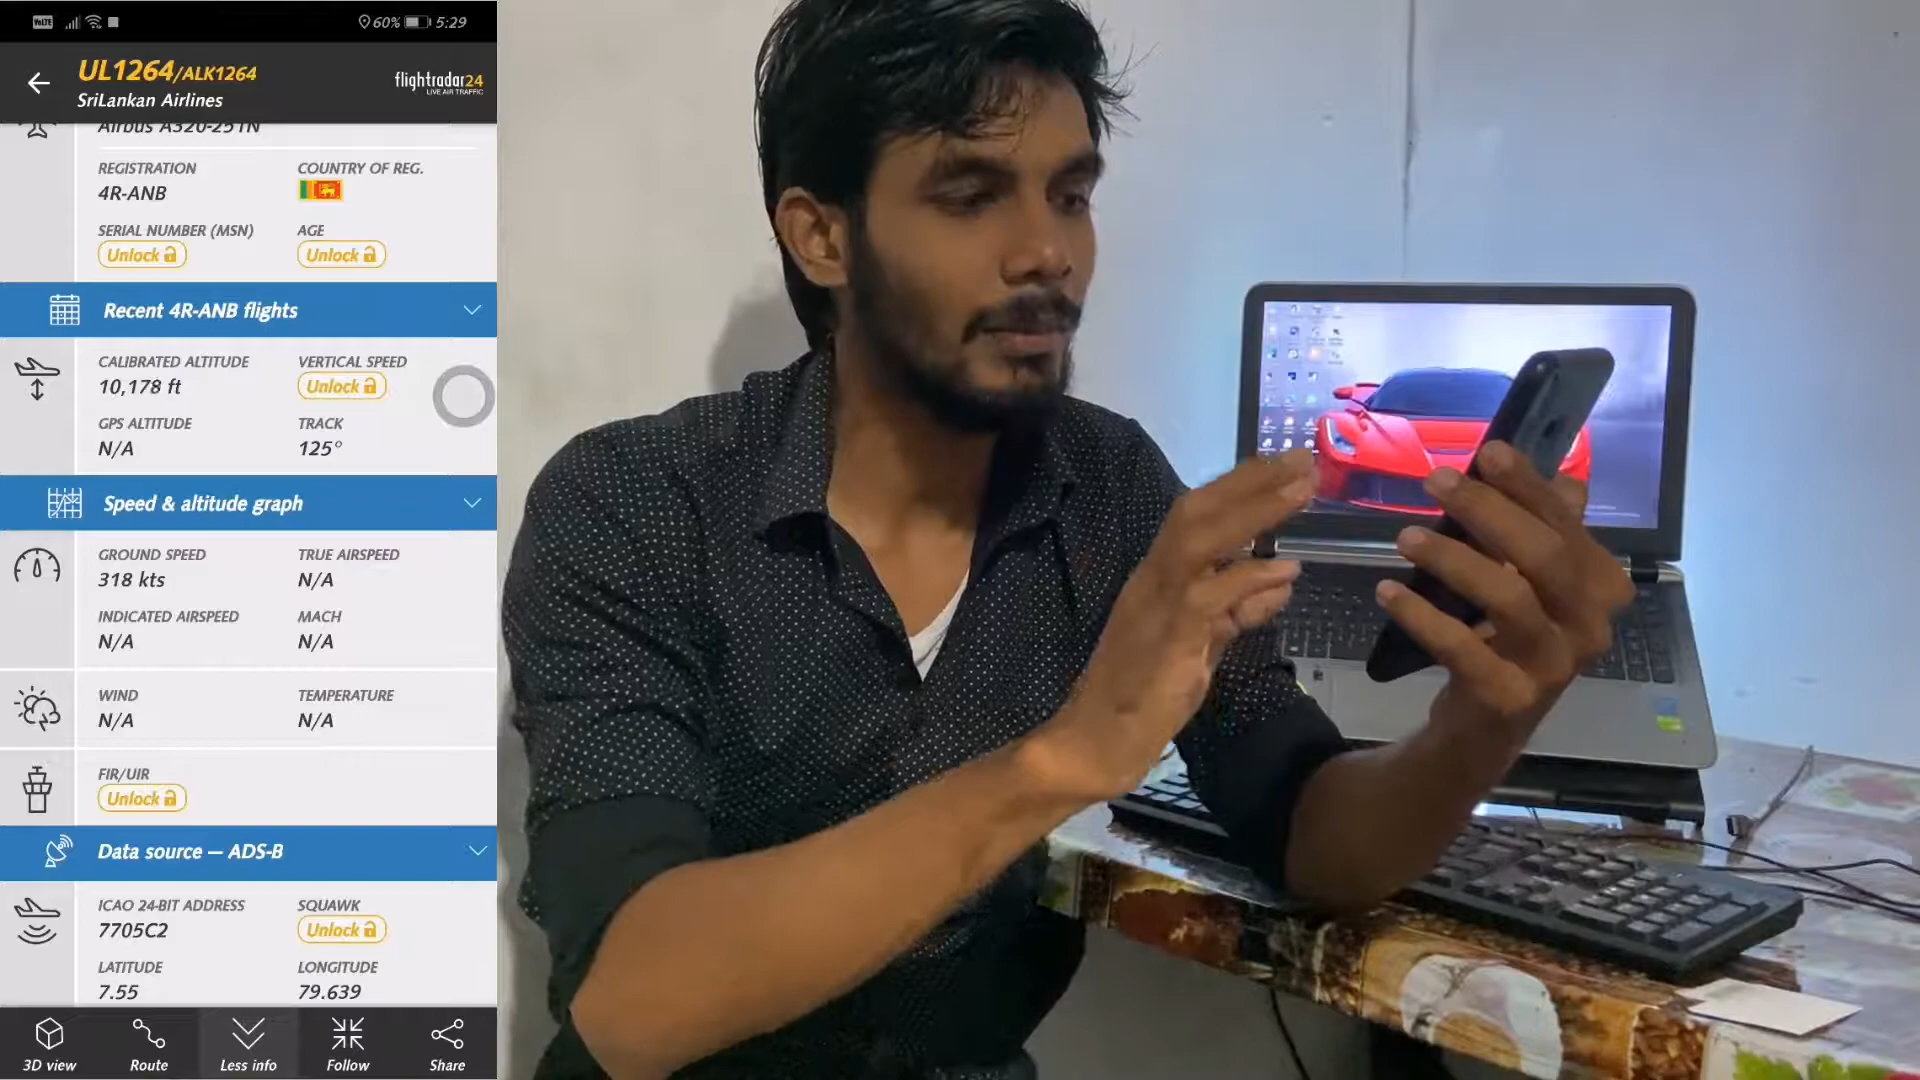 VoLTE 60% 5:29
UL1264/ALK1264
SriLankan Airlines
flightradar24
LIVE AIR TRAFFIC
Airbus A320-251N
REGISTRATION COUNTRY OF REG.
4R-ANB
SERIAL NUMBER (MSN) AGE
Unlock Unlock
Recent 4R-ANB flights
CALIBRATED ALTITUDE VERTICAL SPEED
10,178 ft Unlock
GPS ALTITUDE TRACK
N/A 125°
Speed & altitude graph
GROUND SPEED TRUE AIRSPEED
318 kts N/A
INDICATED AIRSPEED MACH
N/A N/A
WIND TEMPERATURE
N/A N/A
FIR/UIR
Unlock
Data source — ADS-B
ICAO 24-BIT ADDRESS SQUAWK
7705C2 Unlock
LATITUDE LONGITUDE
7.55 79.639
3D view Route Less info Follow Share